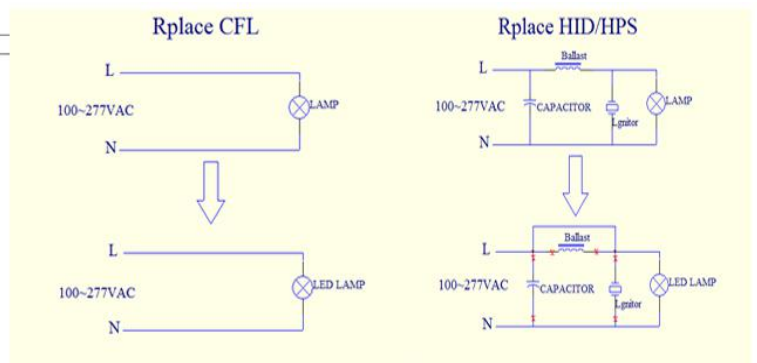 Rplace CFL
L
100~277VAC
LAMP
N
L
100~277VAC
LED LAMP
N
Rplace HID/HPS
Ballast
L
100~277VAC
CAPACITOR
Lgnitor
LAMP
N
Ballast
L
100~277VAC
CAPACITOR
Lgnitor
LED LAMP
N